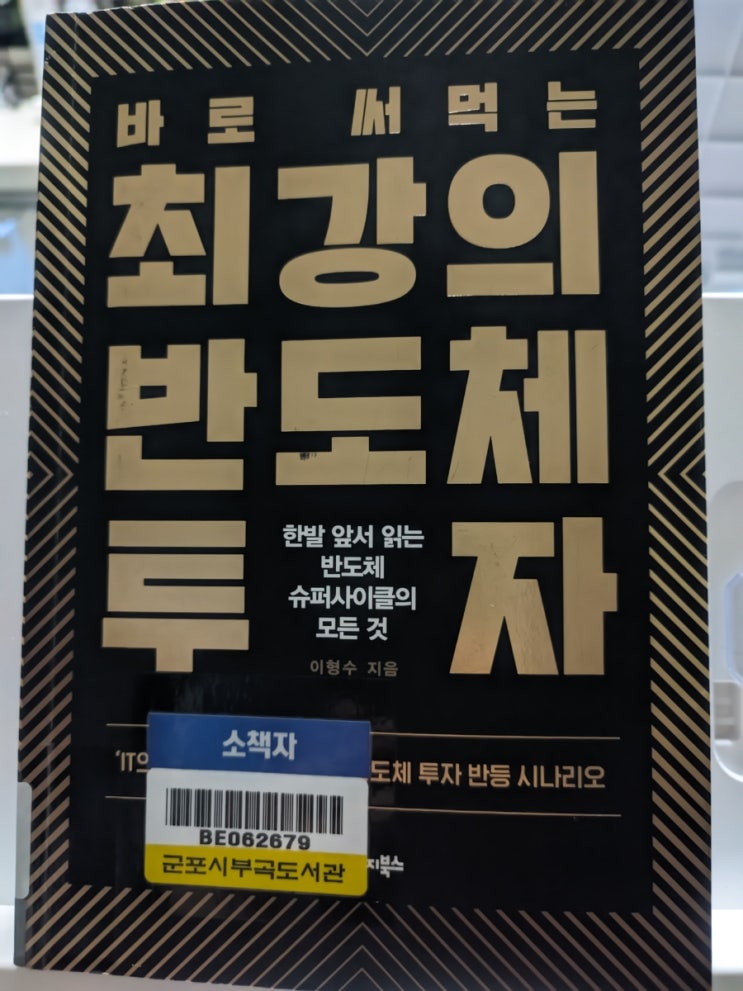 바로 써먹는
최강의
반도체
투자
한발 앞서 읽는
반도체
슈퍼사이클의
모든 것
이형수 지음
투자 반등 시나리오
소책자
BE062679
군포시부곡도서관